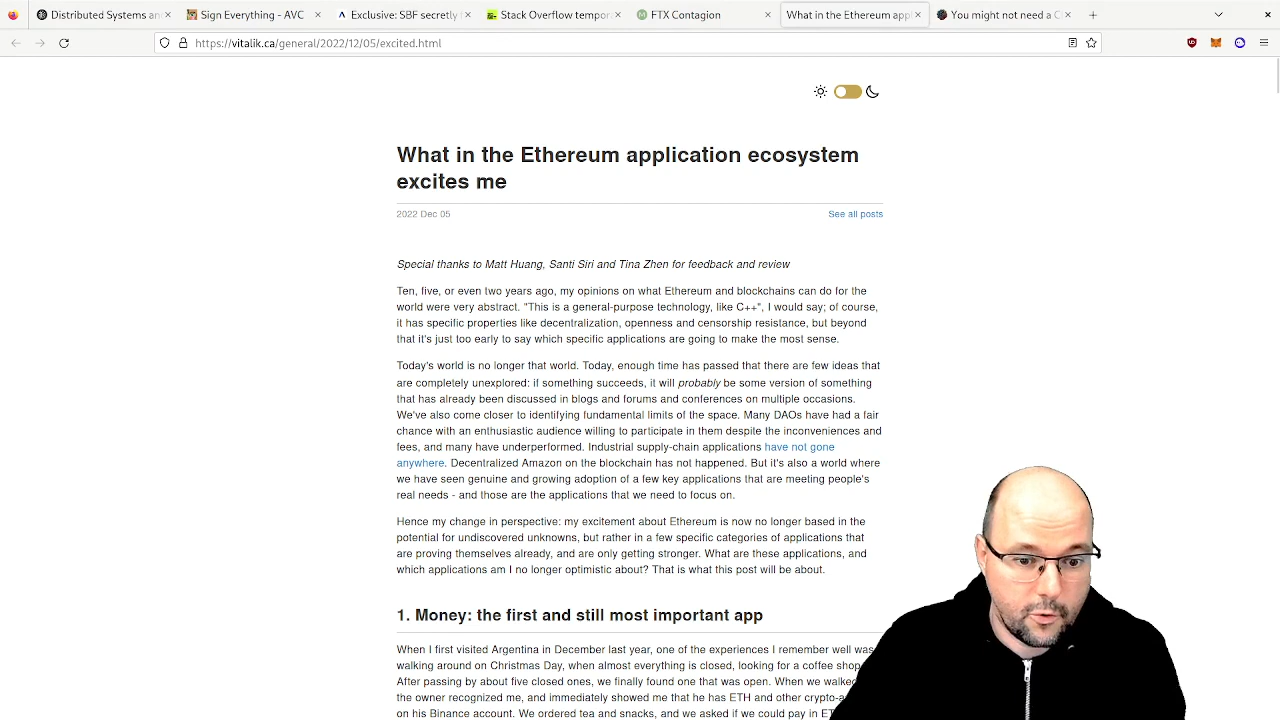 Distributed Systems an
Sign Everything - AVC
Exclusive: SBF secretly
Stack Overflow tempora
FTX Contagion
What in the Ethereum appl
You might not need a C
https://vitalik.ca/general/2022/12/05/excited.html
What in the Ethereum application ecosystem
excites me
2022 Dec 05
See all posts
Special thanks to Matt Huang, Santi Siri and Tina Zhen for feedback and review
Ten, five, or even two years ago, my opinions on what Ethereum and blockchains can do for the
world were very abstract. "This is a general-purpose technology, like C++", I would say; of course,
it has specific properties like decentralization, openness and censorship resistance, but beyond
that it's just too early to say which specific applications are going to make the most sense.
Today's world is no longer that world. Today, enough time has passed that there are few ideas that
are completely unexplored: if something succeeds, it will probably be some version of something
that has already been discussed in blogs and forums and conferences on multiple occasions.
We've also come closer to identifying fundamental limits of the space. Many DAOs have had a fair
chance with an enthusiastic audience willing to participate in them despite the inconveniences and
fees, and many have underperformed. Industrial supply-chain applications have not gone
anywhere. Decentralized Amazon on the blockchain has not happened. But it's also a world where
we have seen genuine and growing adoption of a few key applications that are meeting people's
real needs - and those are the applications that we need to focus on.
Hence my change in perspective: my excitement about Ethereum is now no longer based in the
potential for undiscovered unknowns, but rather in a few specific categories of applications that
are proving themselves already, and are only getting stronger. What are these applications, and
which applications am I no longer optimistic about? That is what this post will be about.
1. Money: the first and still most important app
When I first visited Argentina in December last year, one of the experiences I remember well was
walking around on Christmas Day, when almost everything is closed, looking for a coffee shop
After passing by about five closed ones, we finally found one that was open. When we walked
the owner recognized me, and immediately showed me that he has ETH and other crypto-a
on his Binance account. We ordered tea and snacks, and we asked if we could pay in ET